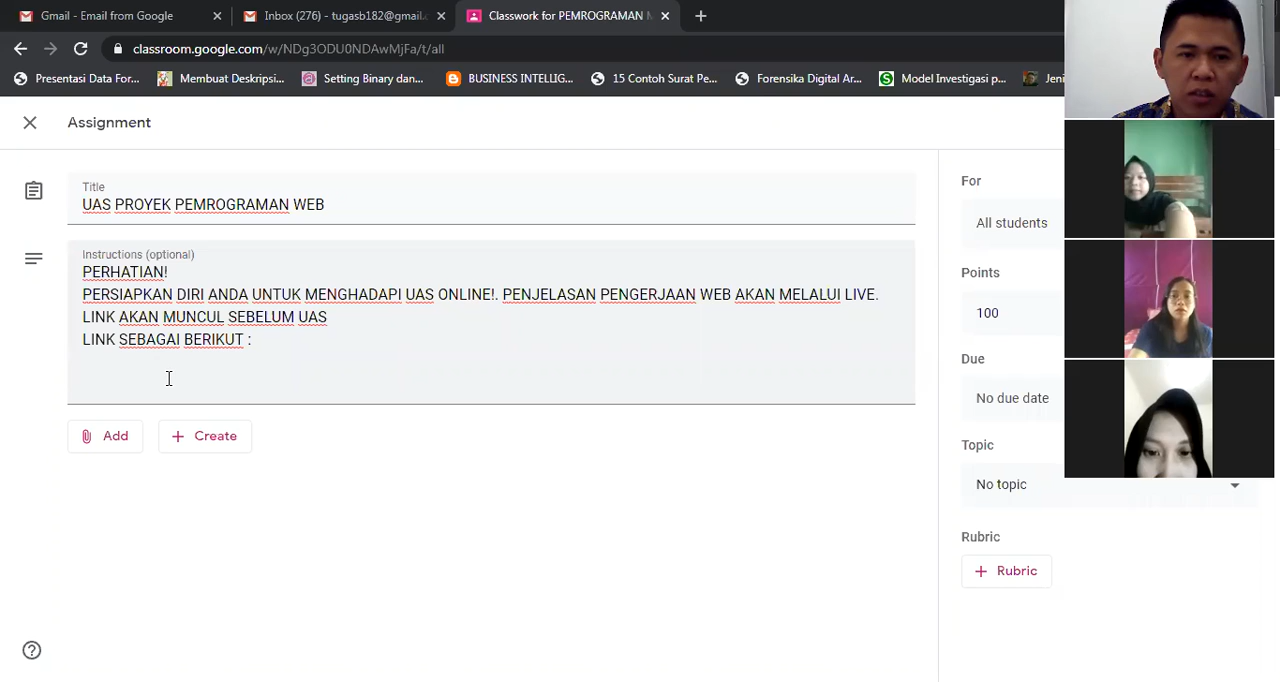 Gmail - Email from Google
Inbox (276) - tugasb182@gmail.c
Classwork for PEMROGRAMAN M
classroom.google.com/w/NDg3ODU0NDAwMjFa/t/all
Presentasi Data For...
Membuat Deskripsi...
Setting Binary dan...
BUSINESS INTELLIG...
15 Contoh Surat Pe...
Forensika Digital Ar...
Model Investigasi p...
Jeni
Assignment
Title
UAS PROYEK PEMROGRAMAN WEB
Instructions (optional)
PERHATIAN!
PERSIAPKAN DIRI ANDA UNTUK MENGHADAPI UAS ONLINE!. PENJELASAN PENGERJAAN WEB AKAN MELALUI LIVE.
LINK AKAN MUNCUL SEBELUM UAS
LINK SEBAGAI BERIKUT :
Add
Create
For
All students
Points
100
Due
No due date
Topic
No topic
Rubric
Rubric